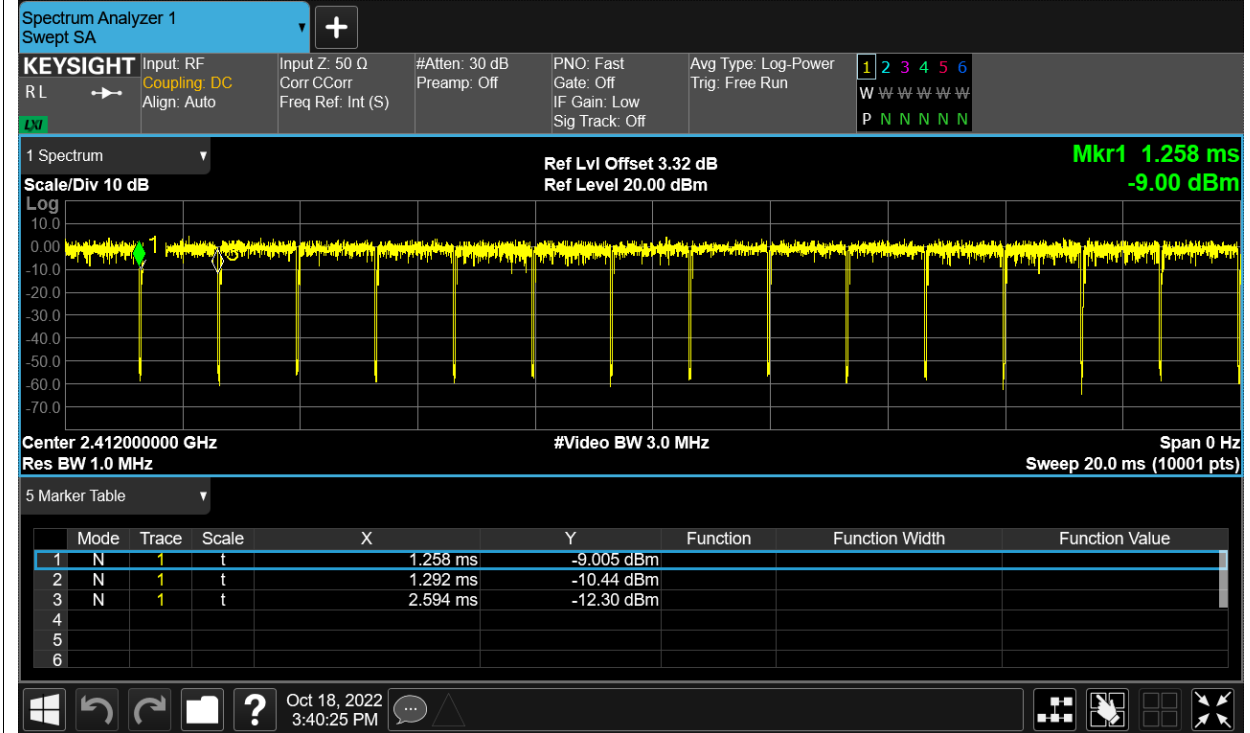 Spectrum Analyzer 1
Swept SA
KEYSIGHT
R L
LXI
Input: RF
Coupling: DC
Align: Auto
Input Z: 50 Ω
Corr CCorr
Freq Ref: Int (S)
#Atten: 30 dB
Preamp: Off
PNO: Fast
Gate: Off
IF Gain: Low
Sig Track: Off
Avg Type: Log-Power
Trig: Free Run
1 2 3 4 5 6
W W W W W W
P N N N N N
1 Spectrum
Scale/Div 10 dB
Ref Lvl Offset 3.32 dB
Ref Level 20.00 dBm
Mkr1 1.258 ms
-9.00 dBm
Log
10.0
0.00
-10.0
-20.0
-30.0
-40.0
-50.0
-60.0
-70.0
1
3
Center 2.412000000 GHz
#Video BW 3.0 MHz
Span 0 Hz
Res BW 1.0 MHz
Sweep 20.0 ms (10001 pts)
5 Marker Table
Mode Trace Scale X Y Function Function Width Function Value
1 N 1 t 1.258 ms -9.005 dBm
2 N 1 t 1.292 ms -10.44 dBm
3 N 1 t 2.594 ms -12.30 dBm
4
5
6
?
Oct 18, 2022
3:40:25 PM